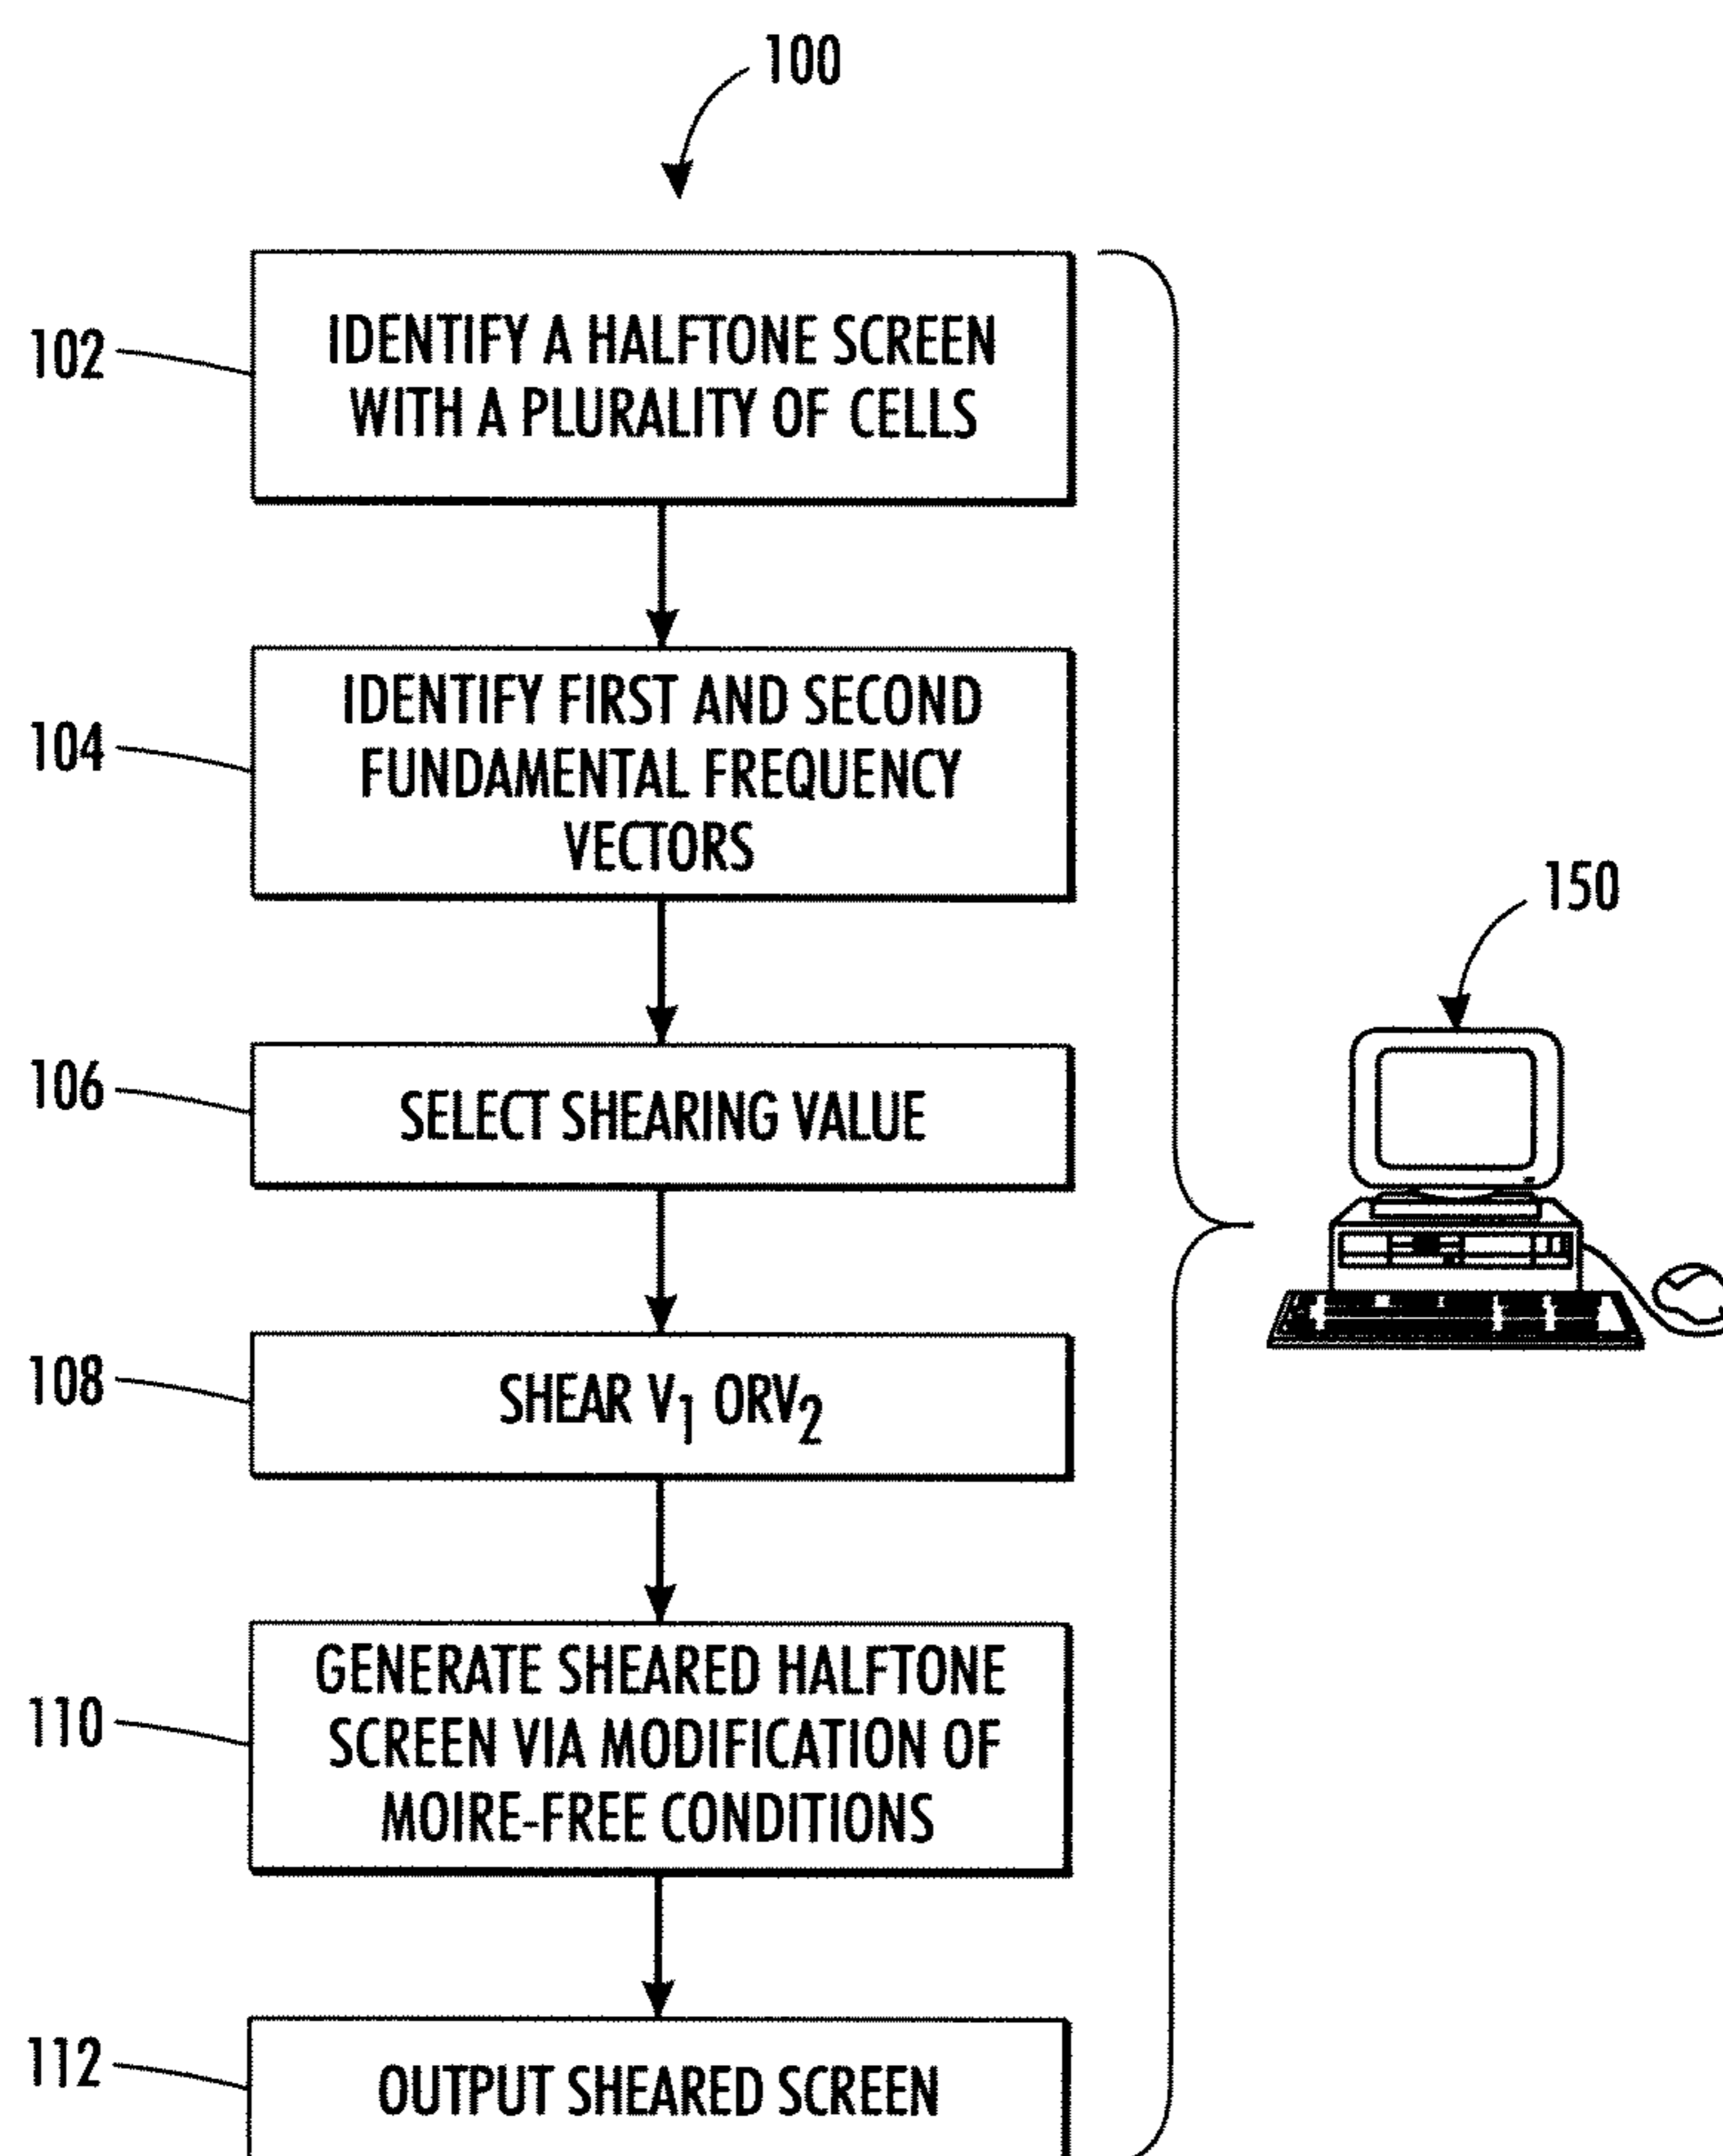 100
102
IDENTIFY A HALFTONE SCREEN
WITH A PLURALITY OF CELLS
104
IDENTIFY FIRST AND SECOND
FUNDAMENTAL FREQUENCY
VECTORS
150
106
SELECT SHEARING VALUE
108
SHEAR V1 ORV2
110
GENERATE SHEARED HALFTONE
SCREEN VIA MODIFICATION OF
MOIRE-FREE CONDITIONS
112
OUTPUT SHEARED SCREEN